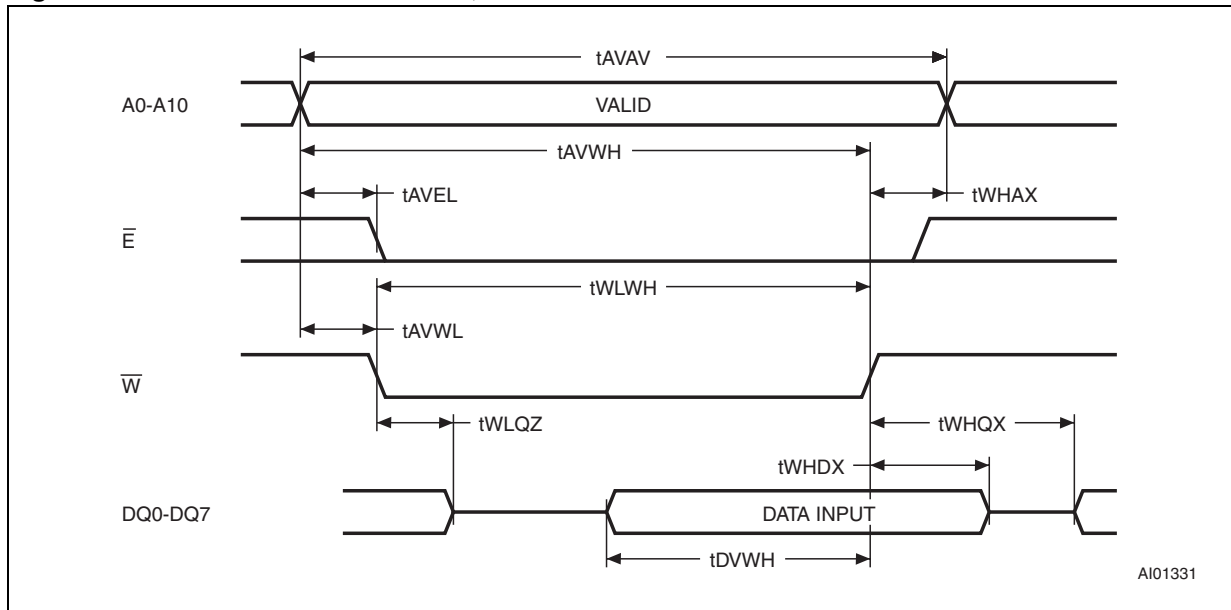 tAVAV
A0-A10
VALID
tAVWH
tAVEL
tWHAX
E̅
tWLWH
tAVWL
W̅
tWLQZ
tWHQX
tWHDX
DQ0-DQ7
DATA INPUT
tDVWH
AI01331